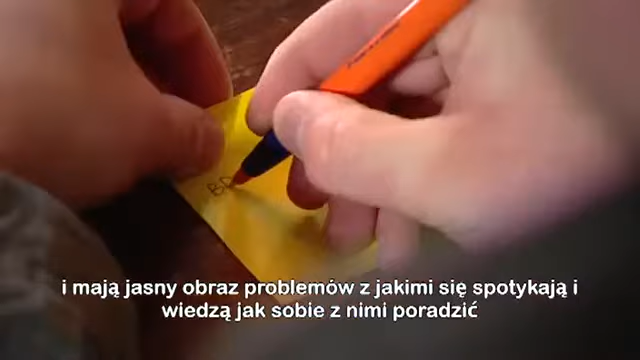 i mają jasny obraz problemów z jakimi się spotykają i
wiedzą jak sobie z nimi poradzić